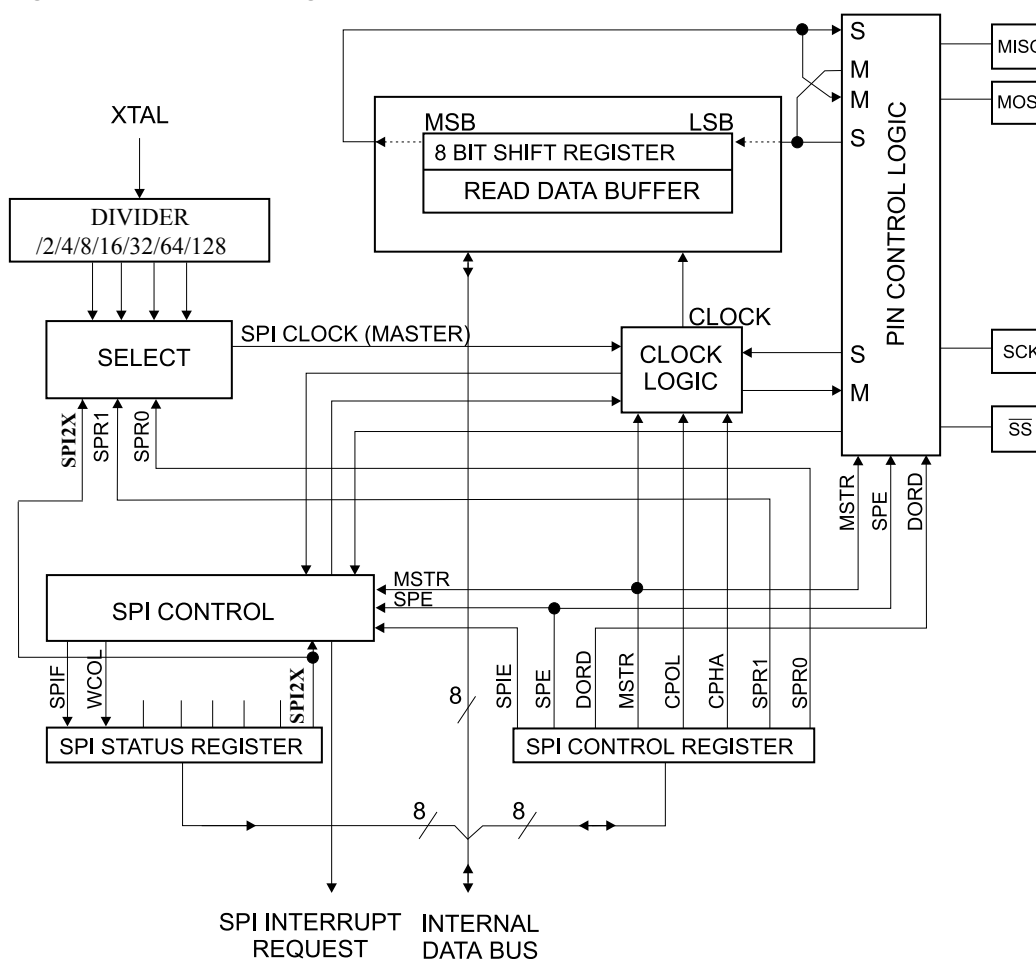 S
MISO
M
XTAL
MSB
LSB
M
MOSI
8 BIT SHIFT REGISTER
S
READ DATA BUFFER
DIVIDER
/2/4/8/16/32/64/128
PIN CONTROL LOGIC
SPI CLOCK (MASTER)
CLOCK
SELECT
CLOCK
LOGIC
S
SCK
M
SPI2X
SPR1
SPR0
SS
MSTR
SPE
DORD
MSTR
SPE
SPI CONTROL
SPIF
WCOL
SPI2X
8
SPIE
SPE
DORD
MSTR
CPOL
CPHA
SPR1
SPR0
SPI STATUS REGISTER
SPI CONTROL REGISTER
8
8
SPI INTERRUPT
REQUEST
INTERNAL
DATA BUS